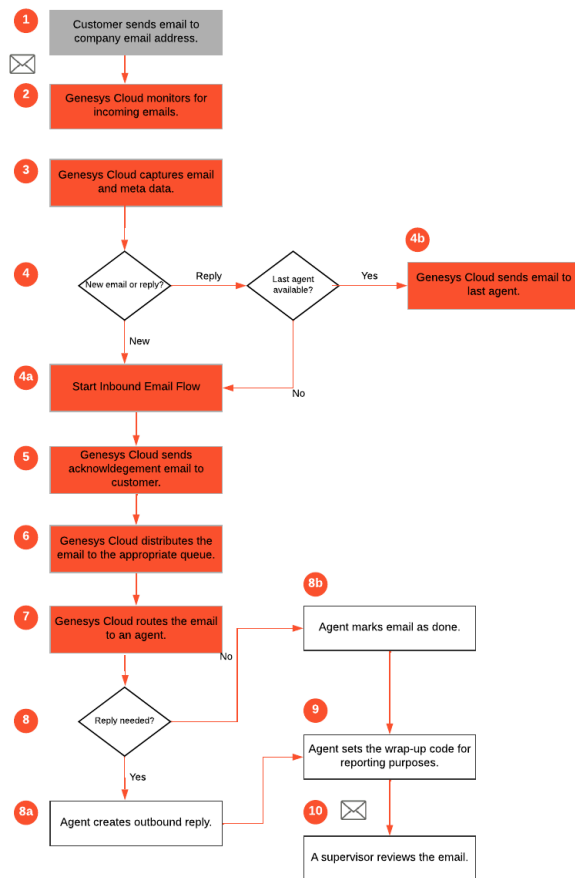 1
Customer sends email to
company email address.
2
Genesys Cloud monitors for
incoming emails.
3
Genesys Cloud captures email
and meta data.
4
New email or reply?
Reply
Last agent
available?
Yes
4b
Genesys Cloud sends email to
last agent.
New
No
4a
Start Inbound Email Flow
5
Genesys Cloud sends
acknowldegement email to
customer.
6
Genesys Cloud distributes the
email to the appropriate queue.
7
Genesys Cloud routes the email
to an agent.
No
8b
Agent marks email as done.
8
Reply needed?
Yes
8a
Agent creates outbound reply.
9
Agent sets the wrap-up code for
reporting purposes.
10
A supervisor reviews the email.